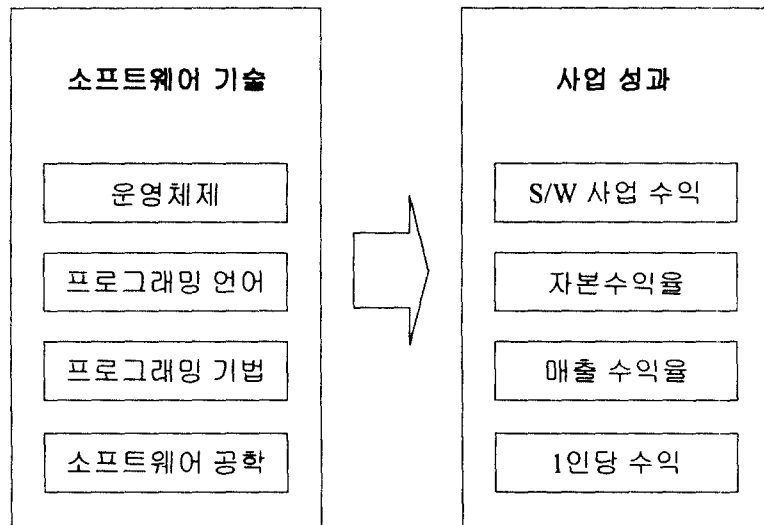 소프트웨어 기술
운영체제
프로그래밍 언어
프로그래밍 기법
소프트웨어 공학
사업 성과
S/W 사업 수익
자본수익율
매출 수익율
1인당 수익